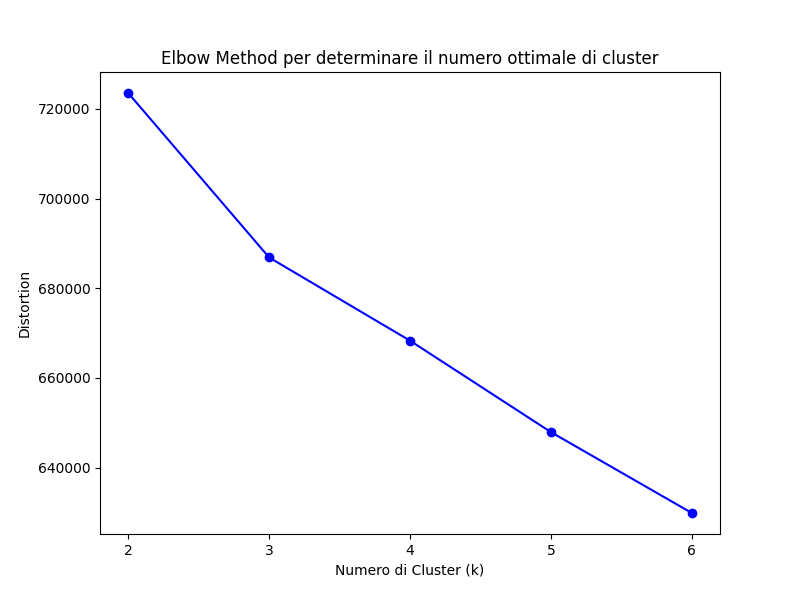 Elbow Method per determinare il numero ottimale di cluster
720000
700000
680000
660000
640000
Distortion
2 3 4 5 6
Numero di Cluster (k)